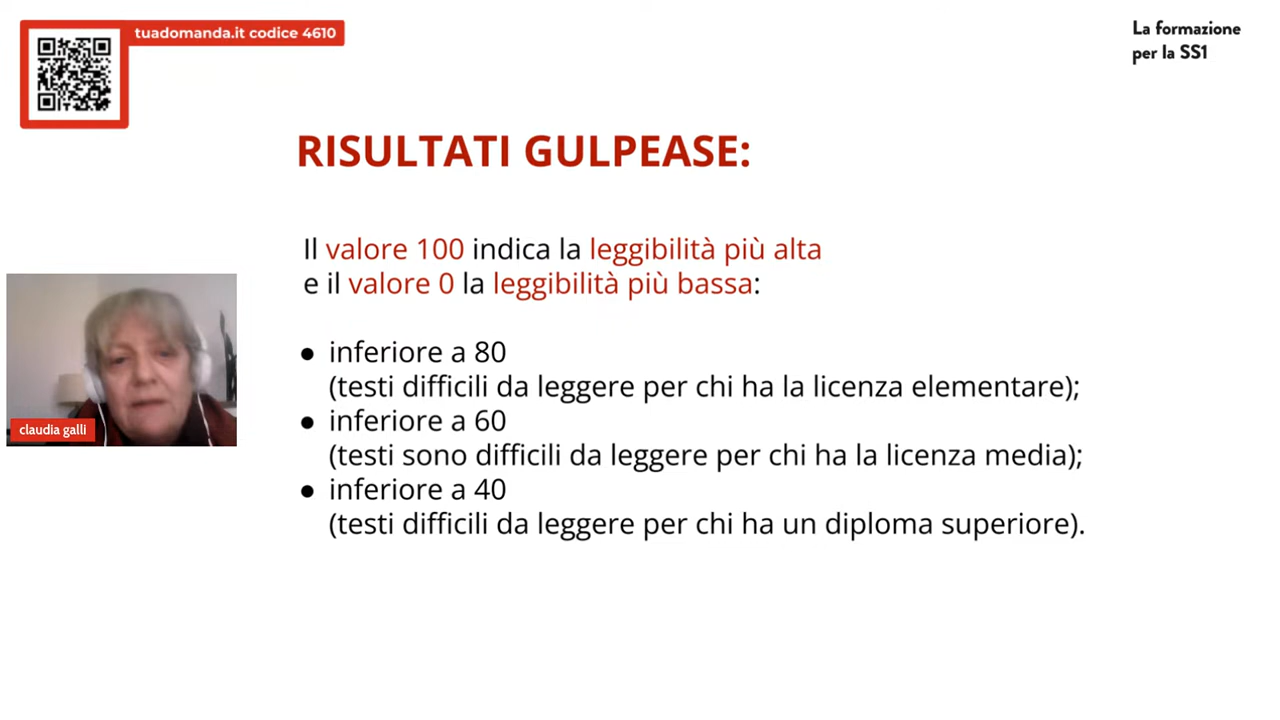 tuadomanda.it codice 4610
La formazione
per la SS1
RISULTATI GULPEASE:
Il valore 100 indica la leggibilità più alta
e il valore 0 la leggibilità più bassa:
● inferiore a 80
(testi difficili da leggere per chi ha la licenza elementare);
● inferiore a 60
(testi sono difficili da leggere per chi ha la licenza media);
● inferiore a 40
(testi difficili da leggere per chi ha un diploma superiore).
claudia galli